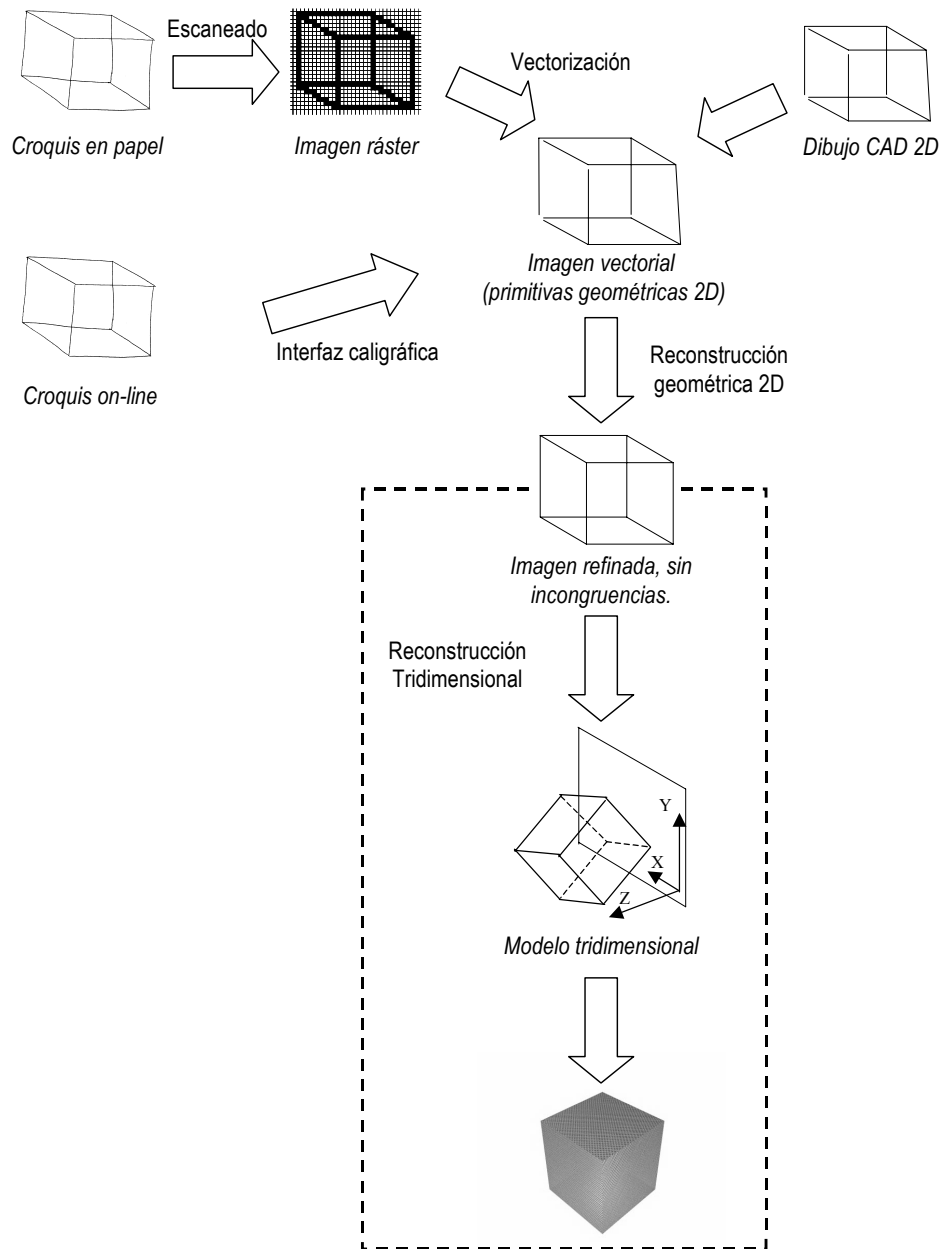 Escaneado
Vectorización
Croquis en papel
Imagen ráster
Dibujo CAD 2D
Imagen vectorial
(primitivas geométricas 2D)
Interfaz caligráfica
Croquis on-line
Reconstrucción
geométrica 2D
Imagen refinada, sin
incongruencias.
Reconstrucción
Tridimensional
Y
X
Z
Modelo tridimensional